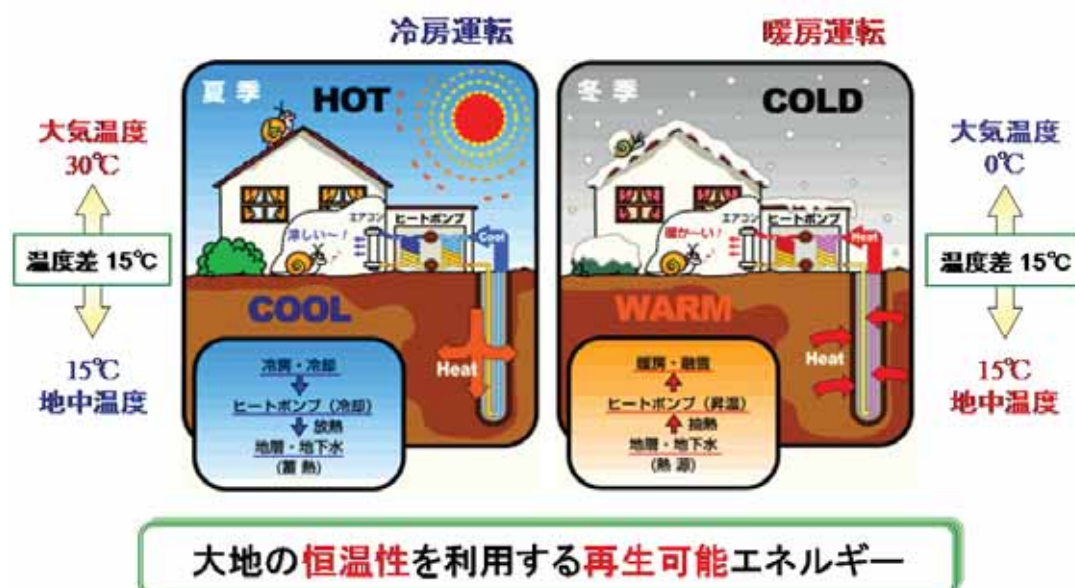 冷房運転
暖房運転
夏季
HOT
冬季
COLD
大気温度
30℃
温度差 15℃
15℃
地中温度
大気温度
0℃
温度差 15℃
15℃
地中温度
エアコン
ヒートポンプ
涼しい~!
Cool
COOL
Heat
冷房・冷却
ヒートポンプ(冷却)
放熱
地層・地下水
(蓄熱)
エアコン
ヒートポンプ
暖か~い!
Heat
WARM
Heat
暖房・融雪
ヒートポンプ(昇温)
抽熱
地層・地下水
(熱源)
大地の恒温性を利用する再生可能エネルギー